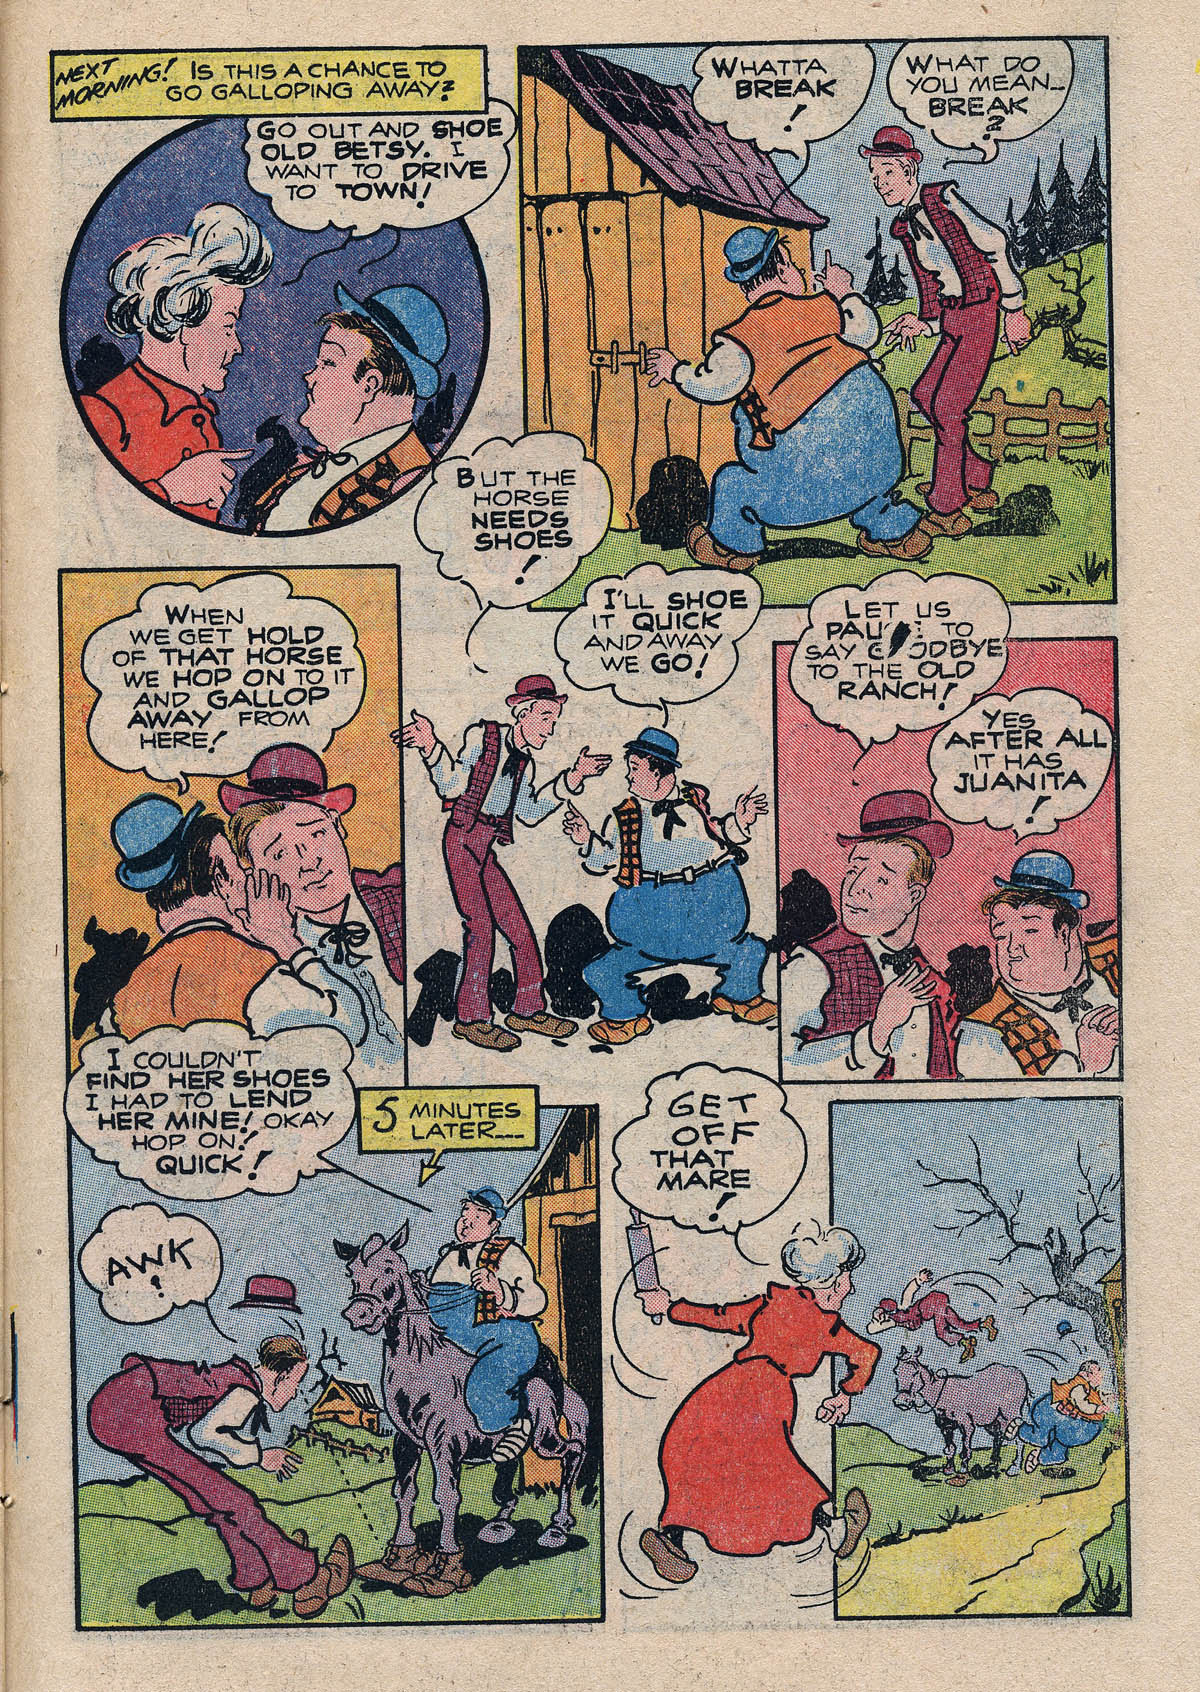 NEXT
MORNING! IS THIS A CHANCE TO
GO GALLOPING AWAY?
GO OUT AND SHOE
OLD BETSY. I
WANT TO DRIVE
TO TOWN!
WHATTA
BREAK
!
WHAT DO
YOU MEAN__
BREAK
?
WHEN
WE GET HOLD
OF THAT HORSE
WE HOP ON TO IT
AND GALLOP
AWAY FROM
HERE!
BUT THE
HORSE
NEEDS
SHOES
!
I'LL SHOE
IT QUICK
AND AWAY
WE GO!
LET US
TO
SAY
TO THE OLD
RANCH!
YES
AFTER ALL
IT HAS
JUANITA
!
5 MINUTES
LATER___
I COULDN'T
FIND HER SHOES
I HAD TO LEND
HER MINE! OKAY
HOP ON!
QUICK!
AWK
?
GET
OFF
THAT
MARE
!